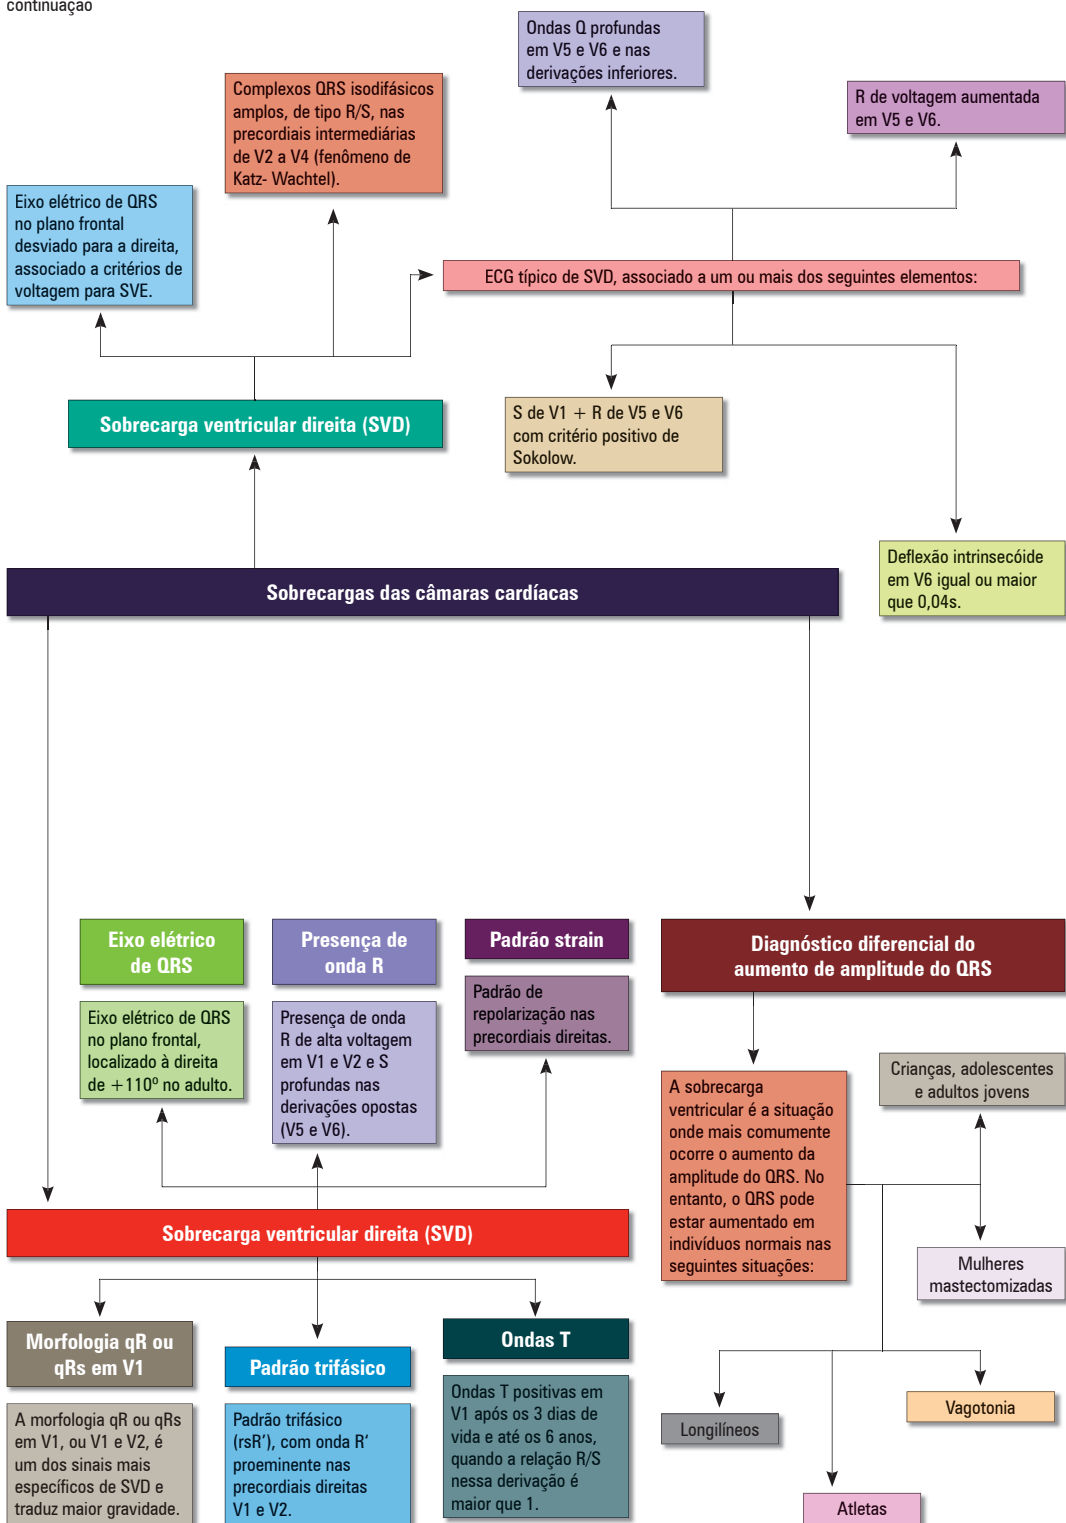 continuação
Ondas Q profundas
em V5 e V6 e nas
derivações inferiores.
Complexos QRS isodifásicos
amplos, de tipo R/S, nas
precordiais intermediárias
de V2 a V4 (fenômeno de
Katz- Wachtel).
R de voltagem aumentada
em V5 e V6.
Eixo elétrico de QRS
no plano frontal
desviado para a direita,
associado a critérios de
voltagem para SVE.
ECG típico de SVD, associado a um ou mais dos seguintes elementos:
Sobrecarga ventricular direita (SVD)
S de V1 + R de V5 e V6
com critério positivo de
Sokolow.
Deflexão intrinsecóide
em V6 igual ou maior
que 0,04s.
Sobrecargas das câmaras cardíacas
Eixo elétrico
de QRS
Eixo elétrico de QRS
no plano frontal,
localizado à direita
de +110º no adulto.
Presença de
onda R
Presença de onda
R de alta voltagem
em V1 e V2 e S
profundas nas
derivações opostas
(V5 e V6).
Padrão strain
Padrão de
repolarização nas
precordiais direitas.
Diagnóstico diferencial do
aumento de amplitude do QRS
A sobrecarga
ventricular é a situação
onde mais comumente
ocorre o aumento da
amplitude do QRS. No
entanto, o QRS pode
estar aumentado em
indivíduos normais nas
seguintes situações:
Crianças, adolescentes
e adultos jovens
Mulheres
mastectomizadas
Sobrecarga ventricular direita (SVD)
Morfologia qR ou
qRs em V1
A morfologia qR ou qRs
em V1, ou V1 e V2, é
um dos sinais mais
específicos de SVD e
traduz maior gravidade.
Padrão trifásico
Padrão trifásico
(rsR’), com onda R‘
proeminente nas
precordiais direitas
V1 e V2.
Ondas T
Ondas T positivas em
V1 após os 3 dias de
vida e até os 6 anos,
quando a relação R/S
nessa derivação é
maior que 1.
Longilíneos
Vagotonia
Atletas